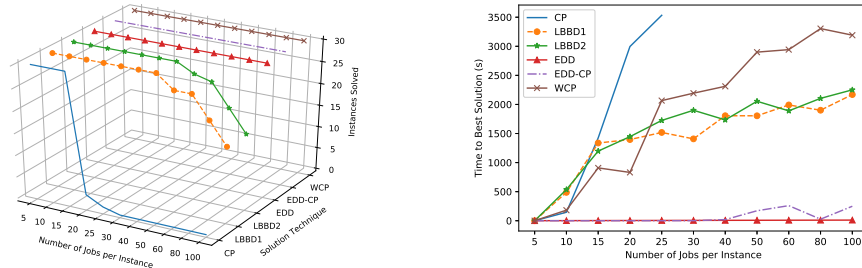 30
25
20
15
10
5
0
Instances Solved
5
10
15
20
25
30
40
50
60
80
100
Number of Jobs per Instance
CP
LBBD1
LBBD2
EDD
EDD-CP
WCP
Solution Technique
3500
3000
2500
2000
1500
1000
500
0
Time to Best Solution (s)
CP
LBBD1
LBBD2
EDD
EDD-CP
WCP
5
10
15
20
25
30
40
50
60
80
100
Number of Jobs per Instance